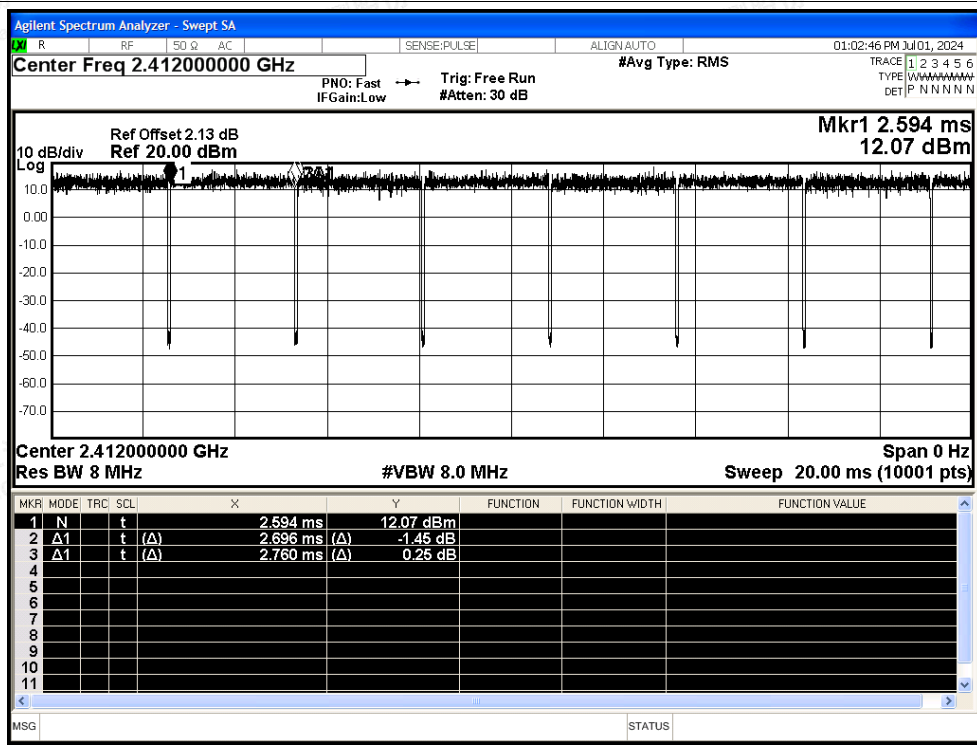 Agilent Spectrum Analyzer - Swept SA
LXI R RF 50 Ω AC SENSE:PULSE ALIGN AUTO 01:02:46 PM Jul 01, 2024
Center Freq 2.412000000 GHz
PNO: Fast
IFGain:Low
Trig: Free Run
#Atten: 30 dB
#Avg Type: RMS
TRACE 1 2 3 4 5 6
TYPE
DET P N N N N N
Mkr1 2.594 ms
12.07 dBm
Ref Offset 2.13 dB
10 dB/div Ref 20.00 dBm
Log
10.0
0.00
-10.0
-20.0
-30.0
-40.0
-50.0
-60.0
-70.0
1
Center 2.412000000 GHz Span 0 Hz
Res BW 8 MHz #VBW 8.0 MHz Sweep 20.00 ms (10001 pts)
MKR MODE TRC SCL X Y FUNCTION FUNCTION WIDTH FUNCTION VALUE
1 N t 2.594 ms 12.07 dBm
2 Δ1 t (Δ) 2.696 ms (Δ) -1.45 dB
3 Δ1 t (Δ) 2.760 ms (Δ) 0.25 dB
4
5
6
7
8
9
10
11
MSG STATUS